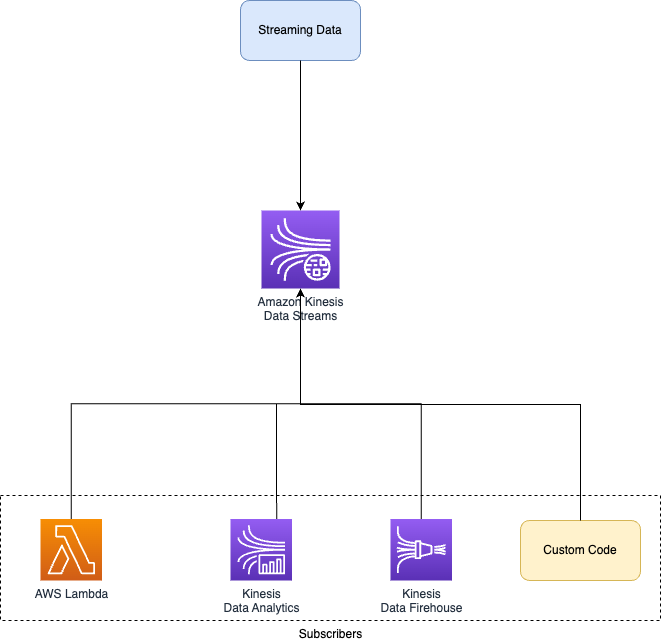 Streaming Data
Amazon Kinesis
Data Streams
AWS Lambda
Kinesis
Data Analytics
Kinesis
Data Firehouse
Custom Code
Subscribers